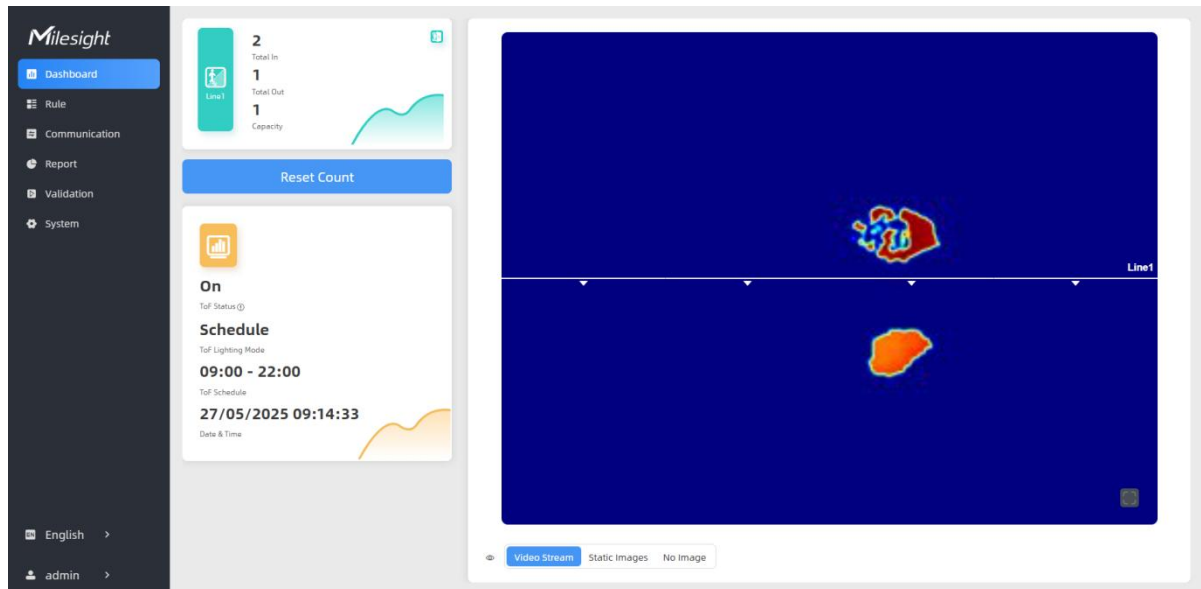 Milesight
Dashboard
Rule
Communication
Report
Validation
System
EN English
admin
Line1
2
Total In
1
Total Out
1
Capacity
Reset Count
On
ToF Status
Schedule
ToF Lighting Mode
09:00 - 22:00
ToF Schedule
27/05/2025 09:14:33
Date & Time
Line1
Video Stream Static Images No Image